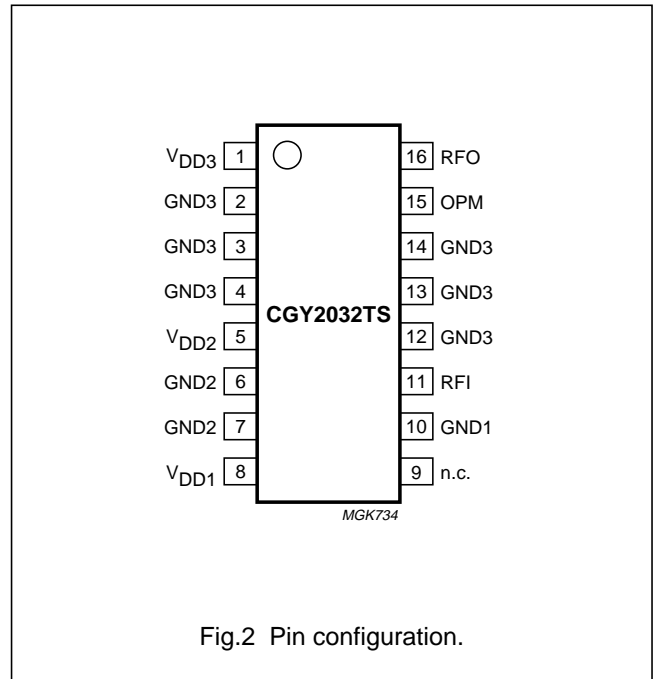 VDD3 1 16 RFO
GND3 2 15 OPM
GND3 3 14 GND3
GND3 4 13 GND3
CGY2032TS
VDD2 5 12 GND3
GND2 6 11 RFI
GND2 7 10 GND1
VDD1 8 9 n.c.
MGK734
Fig.2 Pin configuration.